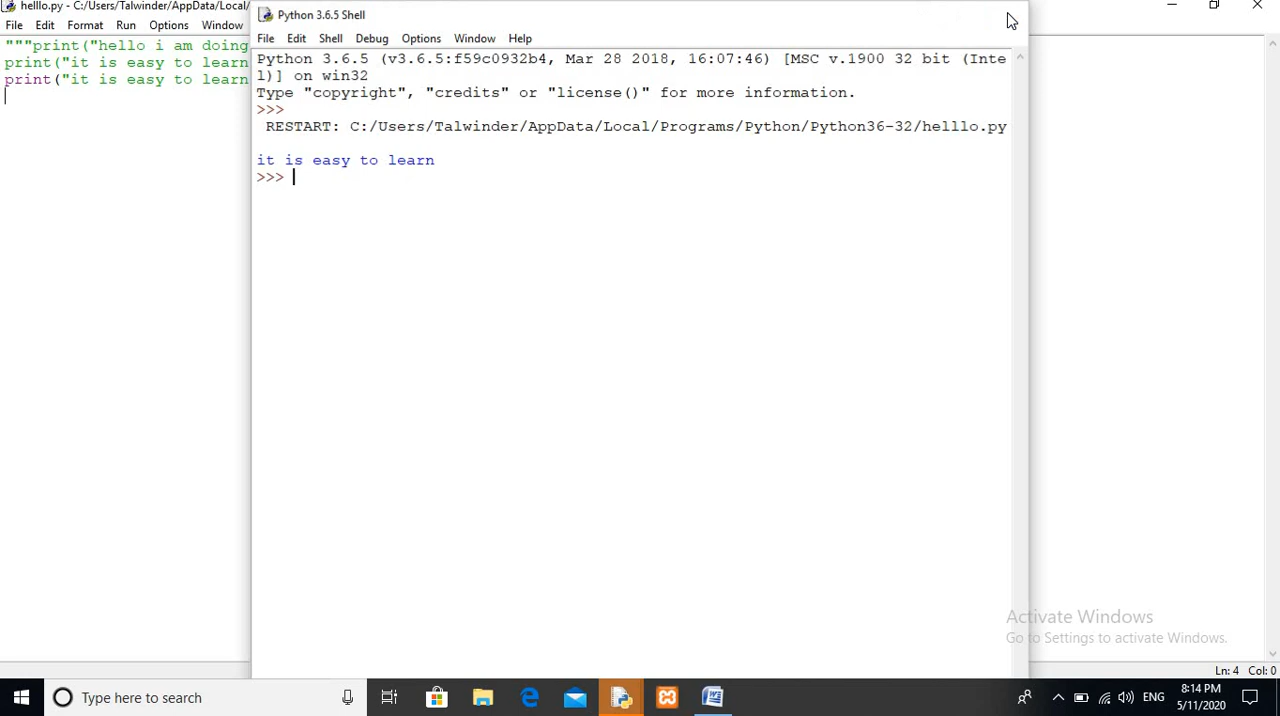 helllo.py - C:/Users/Talwinder/AppData/Local/
File Edit Format Run Options Window
"""print("hello i am doing
print("it is easy to learn
print("it is easy to learn
Python 3.6.5 Shell
File Edit Shell Debug Options Window Help
Python 3.6.5 (v3.6.5:f59c0932b4, Mar 28 2018, 16:07:46) [MSC v.1900 32 bit (Inte
l)] on win32
Type "copyright", "credits" or "license()" for more information.
>>>
RESTART: C:/Users/Talwinder/AppData/Local/Programs/Python/Python36-32/helllo.py
it is easy to learn
>>>
Activate Windows
Go to Settings to activate Windows.
Ln: 4 Col: 0
Type here to search
ENG
8:14 PM
5/11/2020